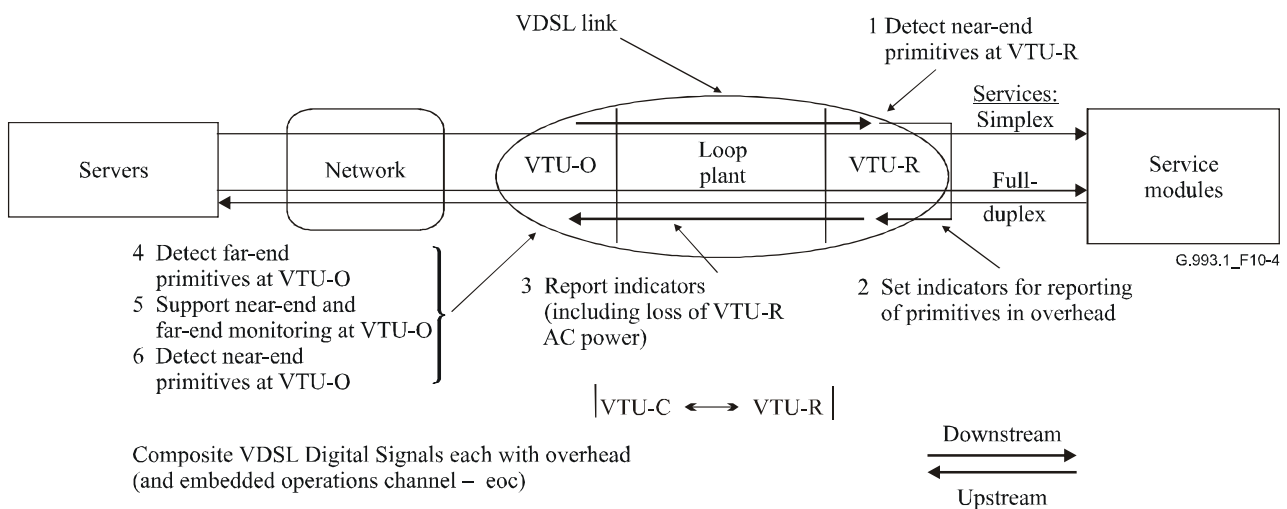 VDSL link
1 Detect near-end
primitives at VTU-R
Services:
Simplex
Servers
Network
VTU-O
Loop
plant
VTU-R
Full-
duplex
Service
modules
G.993.1_F10-4
4 Detect far-end
primitives at VTU-O
5 Support near-end and
far-end monitoring at VTU-O
6 Detect near-end
primitives at VTU-O
3 Report indicators
(including loss of VTU-R
AC power)
2 Set indicators for reporting
of primitives in overhead
VTU-C VTU-R
Composite VDSL Digital Signals each with overhead
(and embedded operations channel – eoc)
Downstream
Upstream